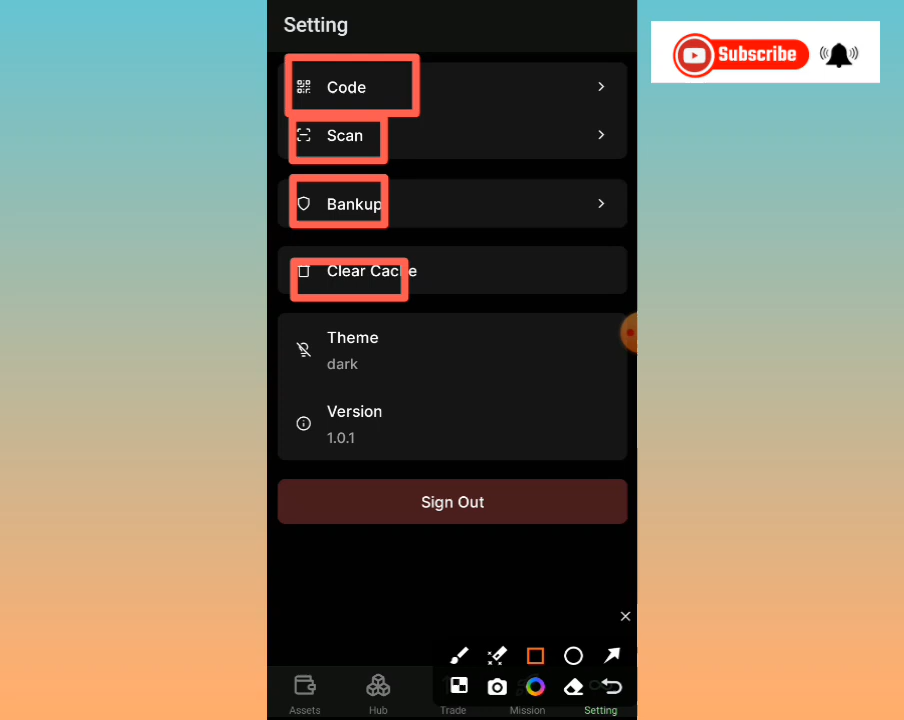 Setting
Subscribe
Code
Scan
Bankup
Clear Cache
Theme
dark
Version
1.0.1
Sign Out
Assets
Hub
Trade
Mission
Setting